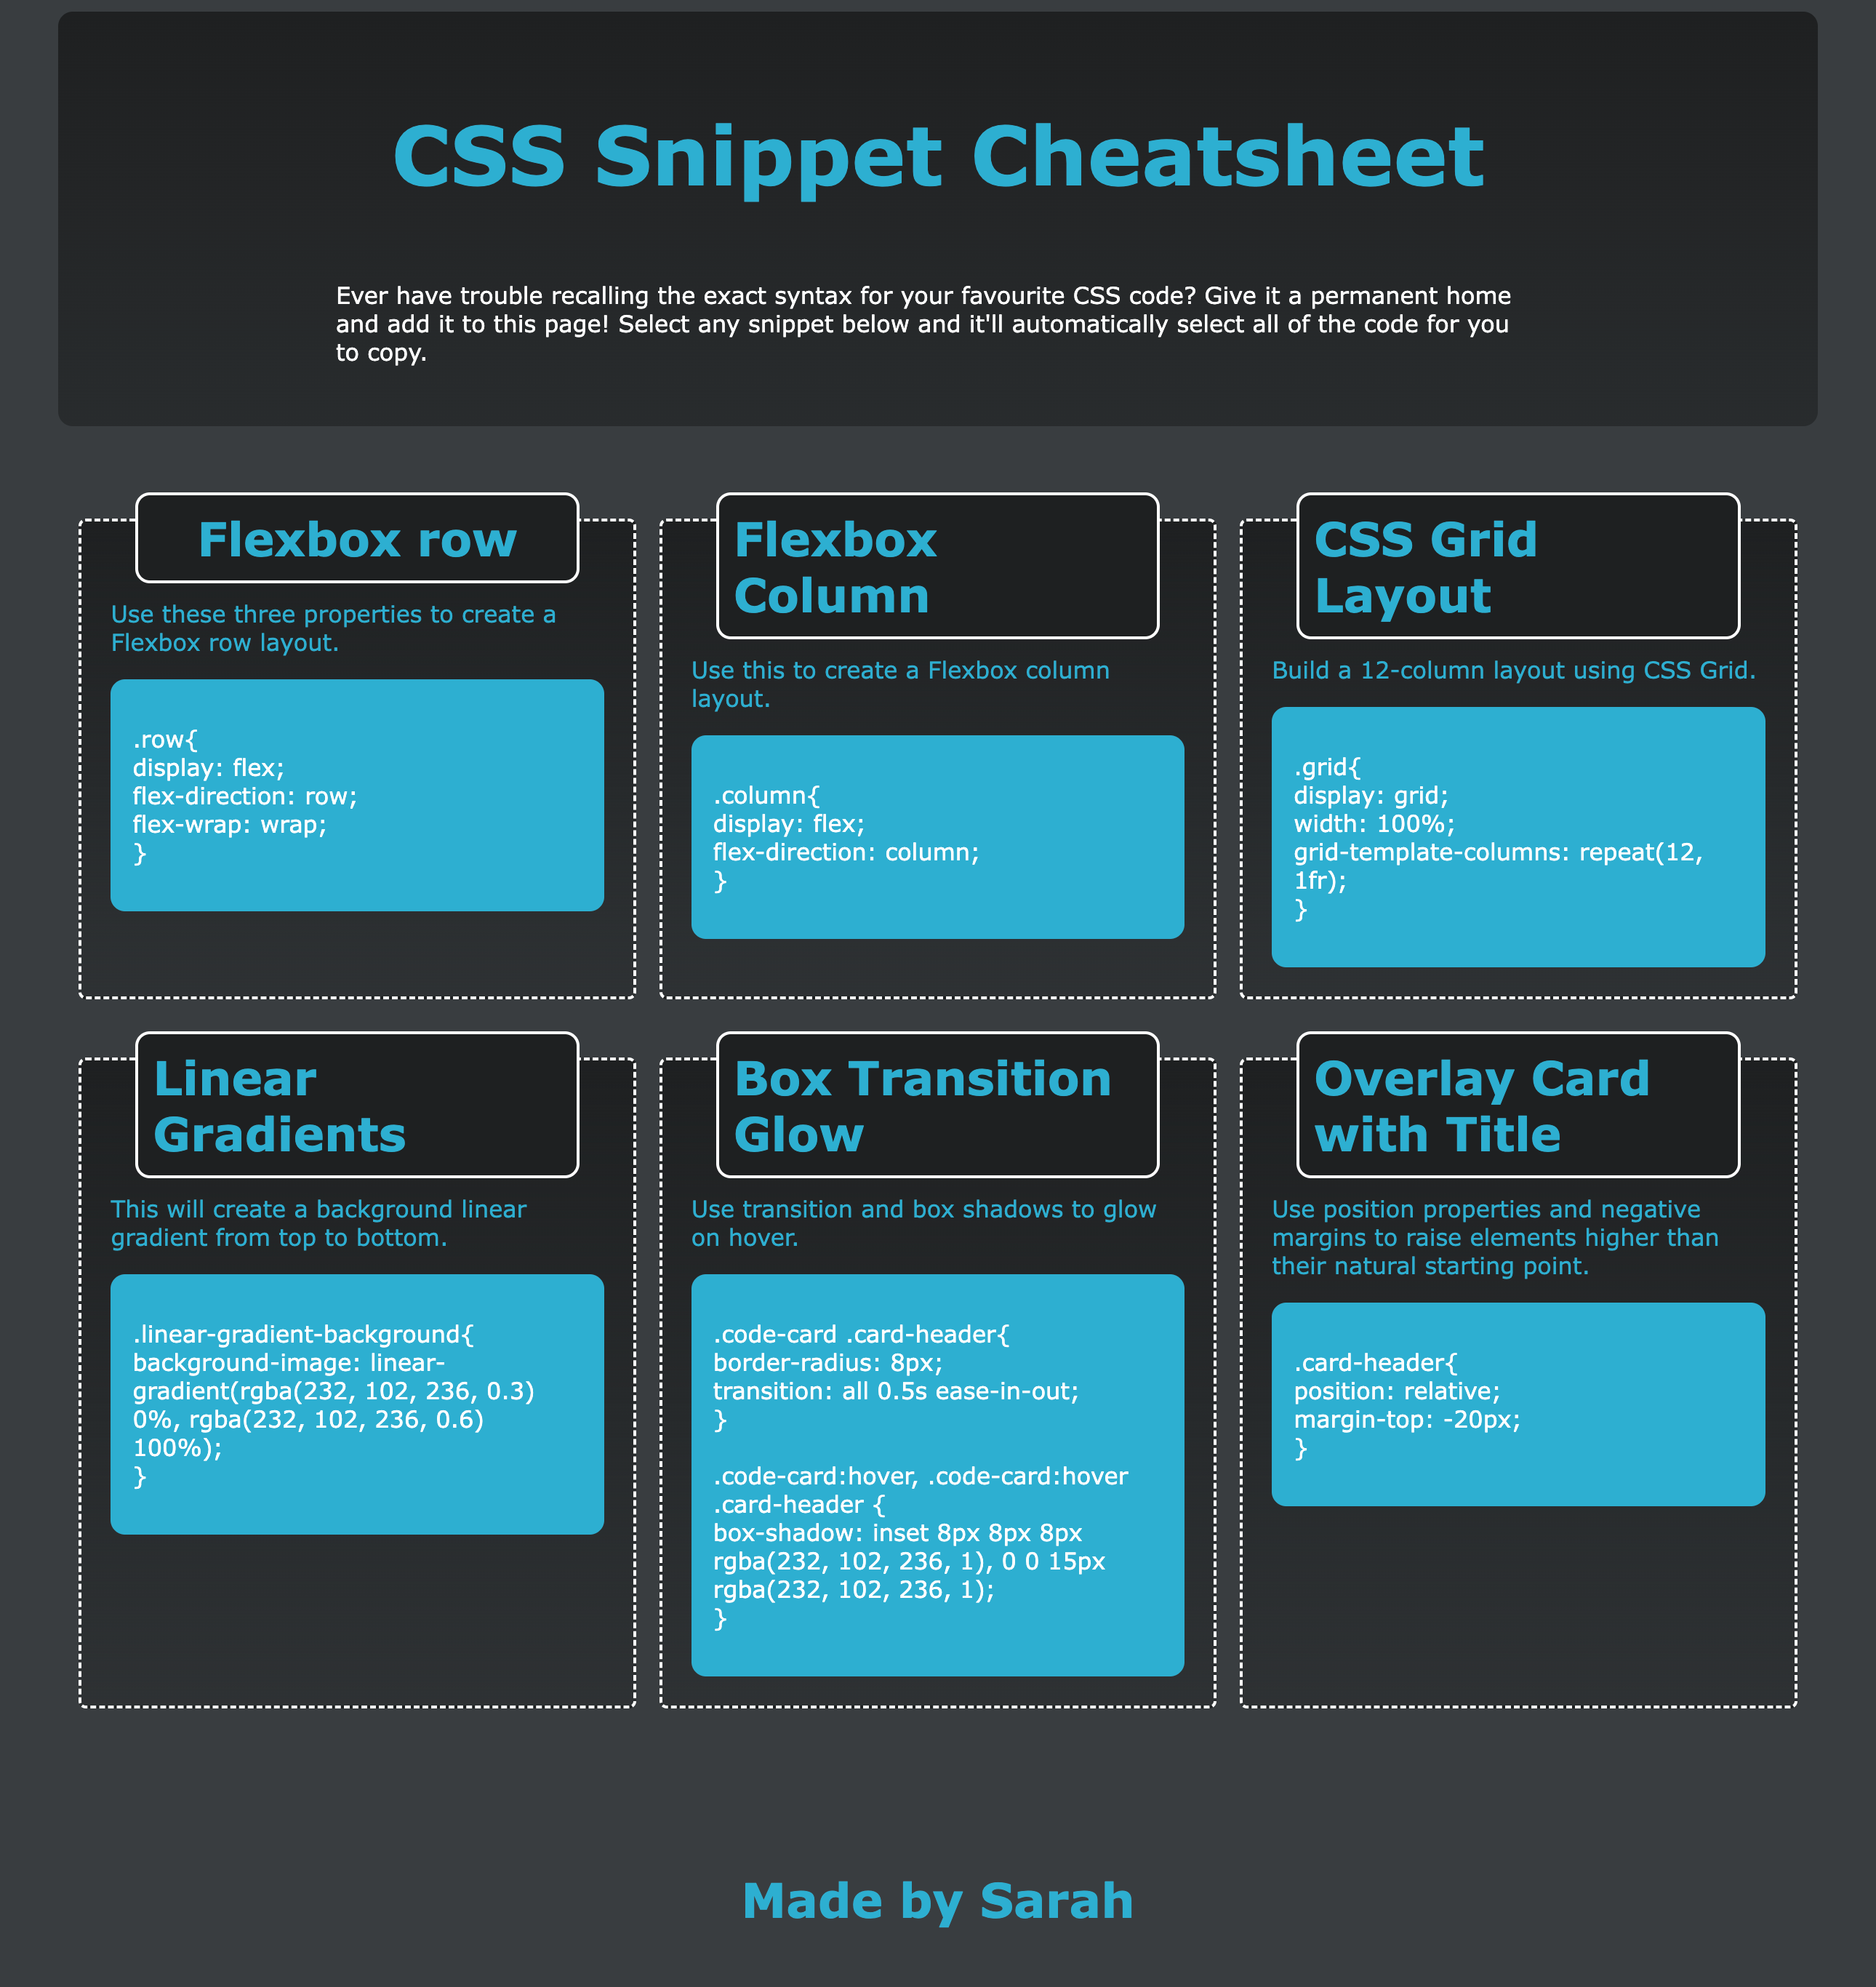 CSS Snippet Cheatsheet
Ever have trouble recalling the exact syntax for your favourite CSS code? Give it a permanent home
and add it to this page! Select any snippet below and it'll automatically select all of the code for you
to copy.
Flexbox row
Use these three properties to create a
Flexbox row layout.
.row{
display: flex;
flex-direction: row;
flex-wrap: wrap;
}
Flexbox
Column
Use this to create a Flexbox column
layout.
.column{
display: flex;
flex-direction: column;
}
CSS Grid
Layout
Build a 12-column layout using CSS Grid.
.grid{
display: grid;
width: 100%;
grid-template-columns: repeat(12,
1fr);
}
Linear
Gradients
This will create a background linear
gradient from top to bottom.
.linear-gradient-background{
background-image: linear-
gradient(rgba(232, 102, 236, 0.3)
0%, rgba(232, 102, 236, 0.6)
100%);
}
Box Transition
Glow
Use transition and box shadows to glow
on hover.
.code-card .card-header{
border-radius: 8px;
transition: all 0.5s ease-in-out;
}
.code-card:hover, .code-card:hover
.card-header {
box-shadow: inset 8px 8px 8px
rgba(232, 102, 236, 1), 0 0 15px
rgba(232, 102, 236, 1);
}
Overlay Card
with Title
Use position properties and negative
margins to raise elements higher than
their natural starting point.
.card-header{
position: relative;
margin-top: -20px;
}
Made by Sarah